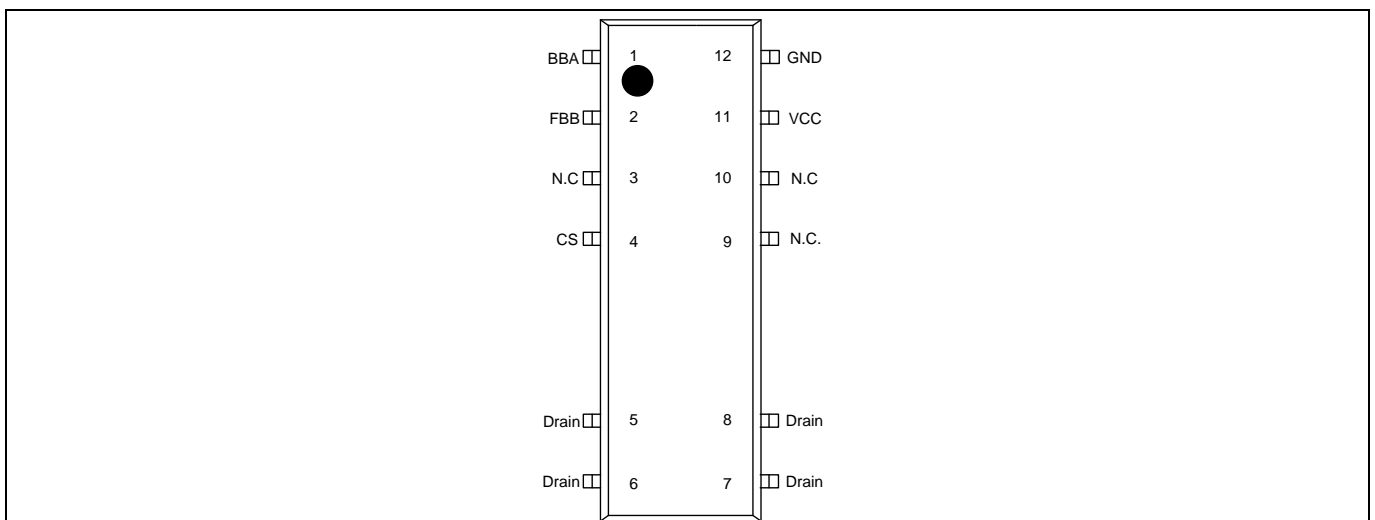 BBA 1 12 GND
FBB 2 11 VCC
N.C 3 10 N.C
CS 4 9 N.C.
Drain 5 8 Drain
Drain 6 7 Drain